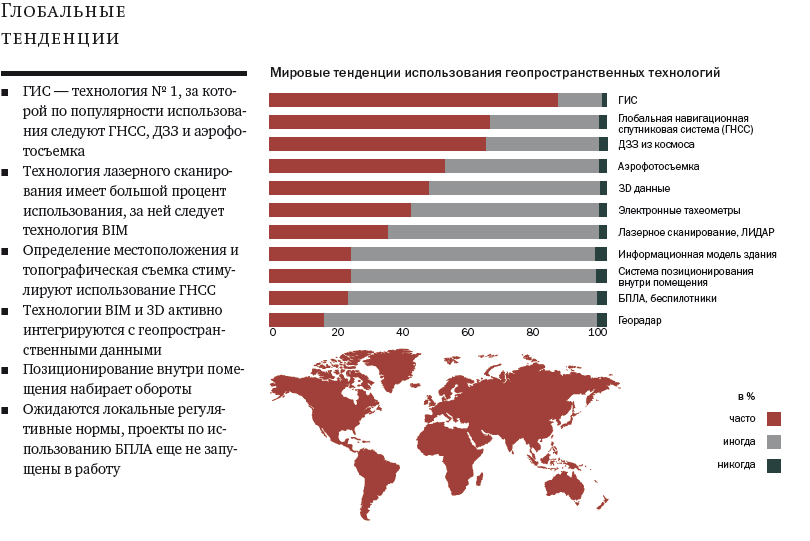 Глобальные
тенденции
ГИС — технология № 1, за кото-
рой по популярности использова-
ния следуют ГНСС, ДЗЗ и аэрофо-
тосъемка
Технология лазерного сканиро-
вания имеет большой процент
использования, за ней следует
технология BIM
Определение местоположения и
топографическая съемка стиму-
лируют использование ГНСС
Технологии BIM и 3D активно
интегрируются с геопростран-
ственными данными
Позиционирование внутри поме-
щения набирает обороты
Ожидаются локальные регуля-
тивные нормы, проекты по ис-
пользованию БПЛА еще не запу-
щены в работу
Мировые тенденции использования геопространственных технологий
ГИС
Глобальная навигационная
спутниковая система (ГНСС)
ДЗЗ из космоса
Аэрофотосъемка
3D данные
Электронные тахеометры
Лазерное сканирование, ЛИДАР
Информационная модель здания
Система позиционирования
внутри помещения
БПЛА, беспилотники
Георадар
0 20 40 60 80 100
в %
часто
иногда
никогда